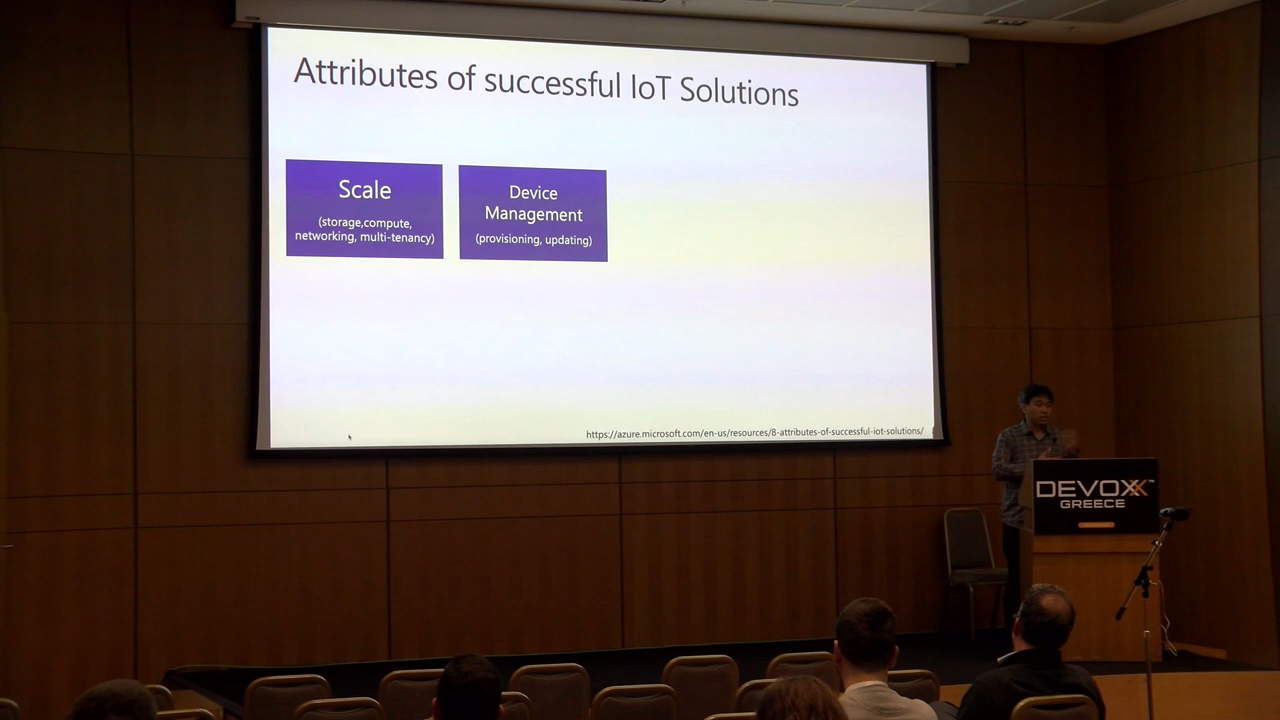 Attributes of successful IoT Solutions
Scale
(storage,compute,
networking, multi-tenancy)
Device
Management
(provisioning, updating)
https://azure.microsoft.com/en-us/resources/8-attributes-of-successful-iot-solutions/
DEVOXX™
GREECE